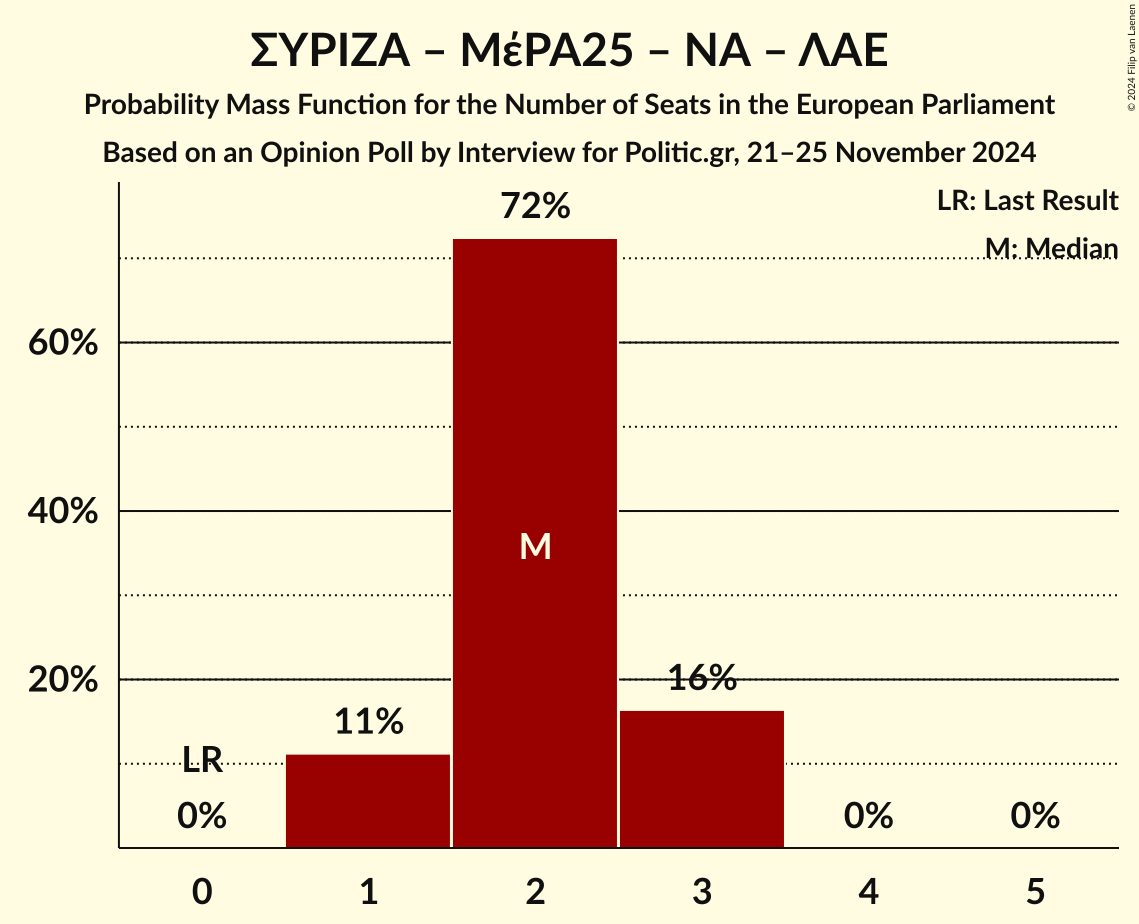 ΣΥΡΙΖΑ – ΜέΡΑ25 – ΝΑ – ΛΑΕ
Probability Mass Function for the Number of Seats in the European Parliament
Based on an Opinion Poll by Interview for Politic.gr, 21–25 November 2024
© 2024 Filip van Laenen
LR: Last Result
M: Median
72%
60%
40%
M
20%
16%
11%
LR
0%
0%
0%
0 1 2 3 4 5